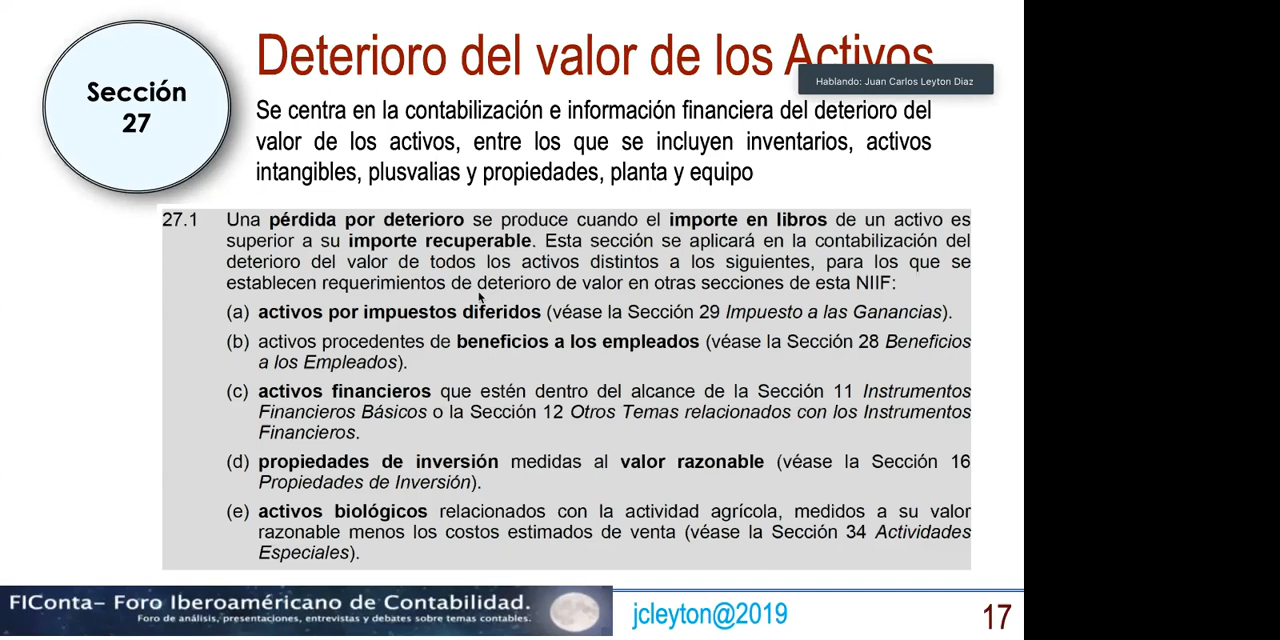 Sección
27
Deterioro del valor de los Activos
Hablando: Juan Carlos Leyton Diaz
Se centra en la contabilización e información financiera del deterioro del
valor de los activos, entre los que se incluyen inventarios, activos
intangibles, plusvalias y propiedades, planta y equipo
27.1 Una pérdida por deterioro se produce cuando el importe en libros de un activo es
superior a su importe recuperable. Esta sección se aplicará en la contabilización del
deterioro del valor de todos los activos distintos a los siguientes, para los que se
establecen requerimientos de deterioro de valor en otras secciones de esta NIIF:
(a) activos por impuestos diferidos (véase la Sección 29 Impuesto a las Ganancias).
(b) activos procedentes de beneficios a los empleados (véase la Sección 28 Beneficios
a los Empleados).
(c) activos financieros que estén dentro del alcance de la Sección 11 Instrumentos
Financieros Básicos o la Sección 12 Otros Temas relacionados con los Instrumentos
Financieros.
(d) propiedades de inversión medidas al valor razonable (véase la Sección 16
Propiedades de Inversión).
(e) activos biológicos relacionados con la actividad agrícola, medidos a su valor
razonable menos los costos estimados de venta (véase la Sección 34 Actividades
Especiales).
FIConta– Foro Iberoaméricano de Contabilidad.
Foro de análisis, presentaciones, entrevistas y debates sobre temas contables.
jcleyton@2019
17